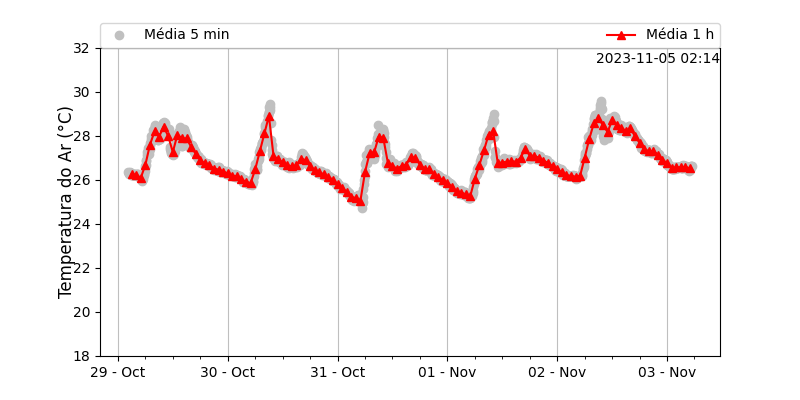 Média 5 min
Média 1 h
2023-11-05 02:14
Temperatura do Ar (°C)
32
30
28
26
24
22
20
18
29 - Oct
30 - Oct
31 - Oct
01 - Nov
02 - Nov
03 - Nov